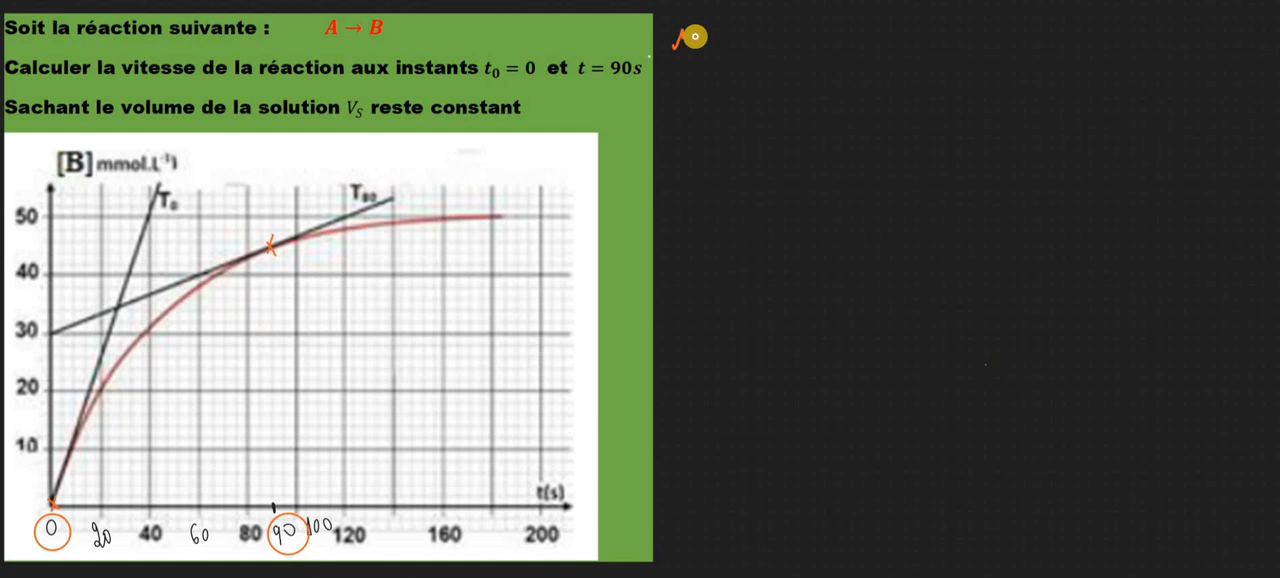 Soit la réaction suivante : A → B
Calculer la vitesse de la réaction aux instants t₀ = 0 et t = 90s
Sachant le volume de la solution Vₛ reste constant
[B] mmol.L⁻¹)
T₀
50
40
30
20
10
t(s)
0 20 40 60 80 90 100 120 160 200